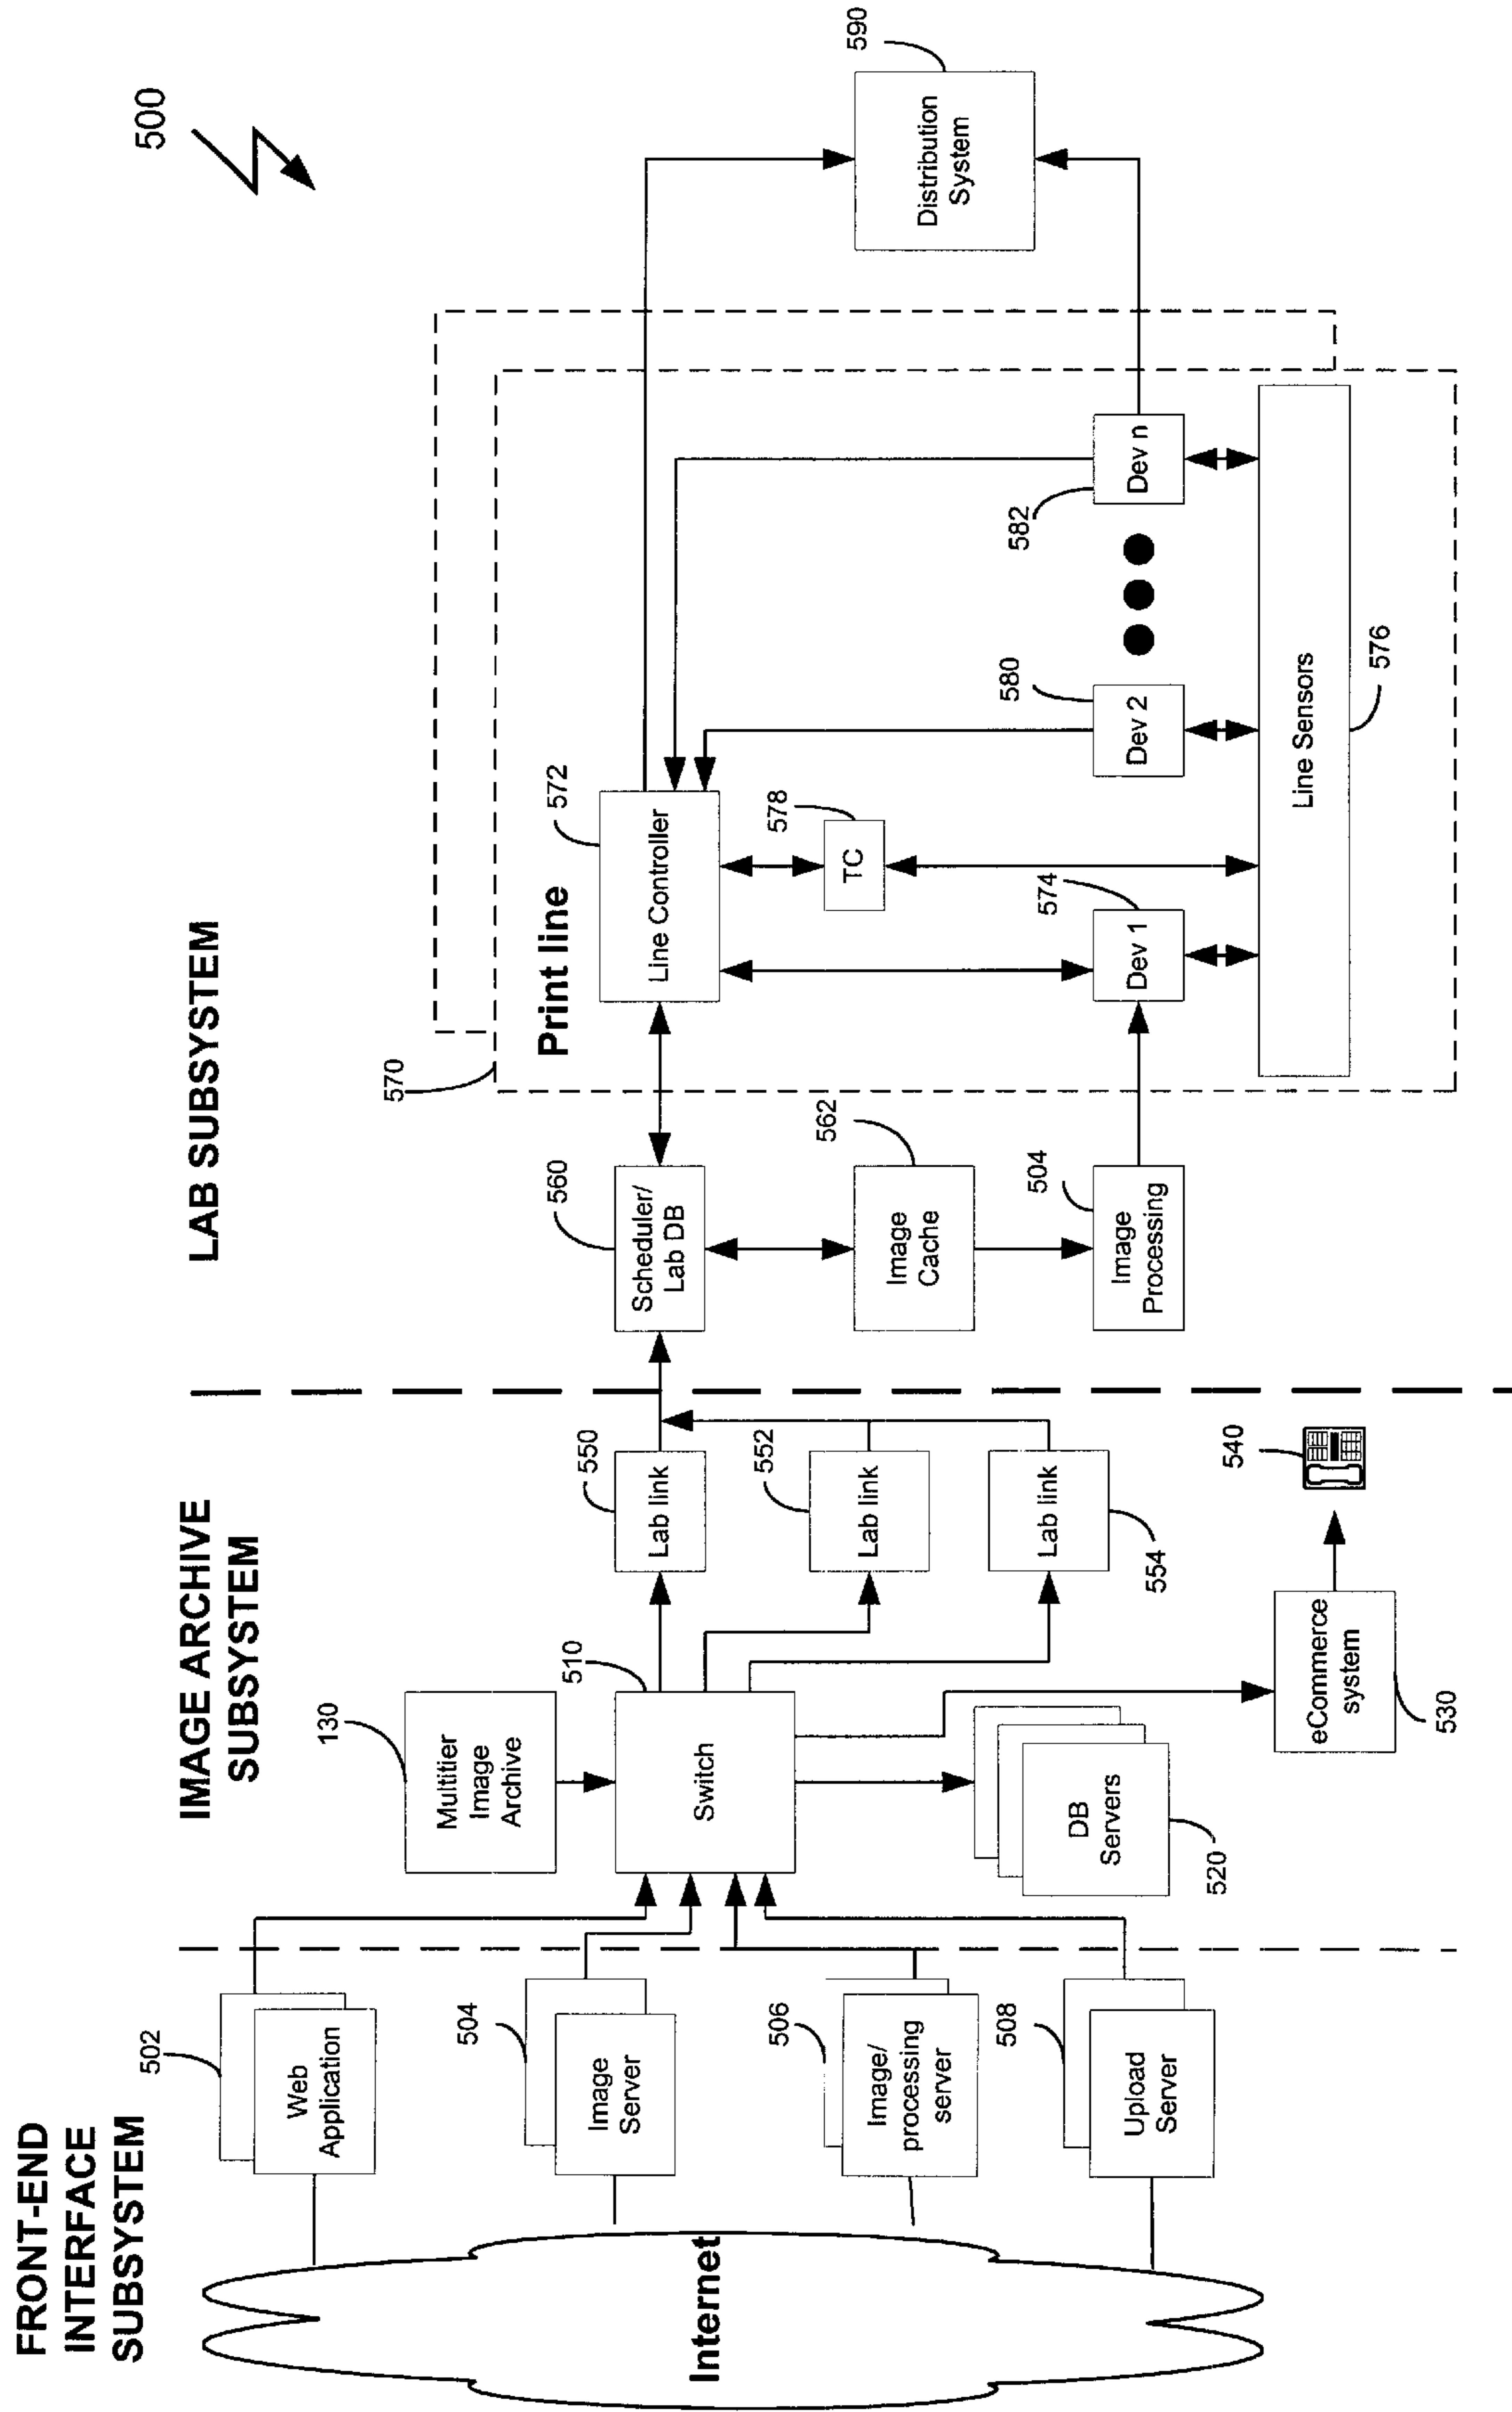 500
FRONT-END
INTERFACE
SUBSYSTEM
IMAGE ARCHIVE
SUBSYSTEM
LAB SUBSYSTEM
Internet
502
Web
Application
504
Image
Server
506
Image/
processing
server
508
Upload
Server
130
Multitier
Image
Archive
510
Switch
DB
Servers
520
eCommerce
system
530
540
550
Lab link
552
Lab link
Lab link
554
560
Scheduler/
Lab DB
562
Image
Cache
504
Image
Processing
570
Print line
572
Line Controller
578
TC
574
Dev 1
580
Dev 2
582
Dev n
Line Sensors
576
Distribution
System
590